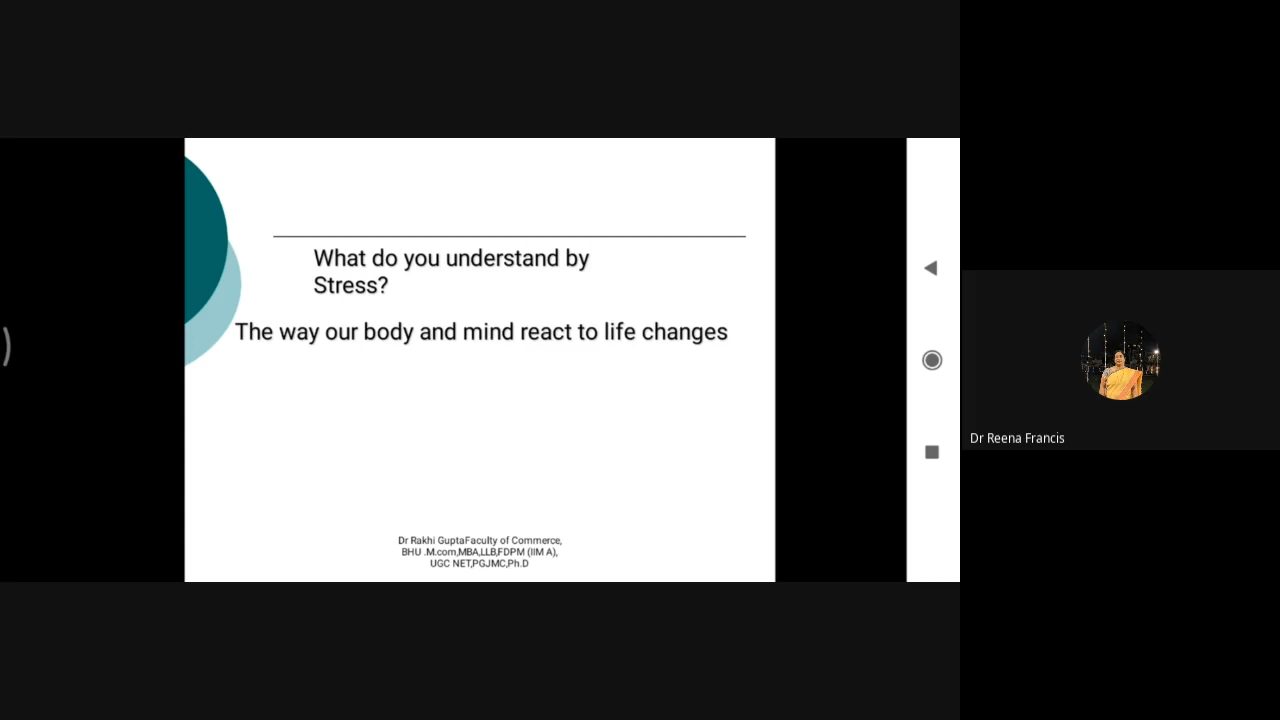 What do you understand by
Stress?
The way our body and mind react to life changes
Dr Rakhi GuptaFaculty of Commerce,
BHU .M.com,MBA,LLB,FDPM (IIM A),
UGC NET,PGJMC,Ph.D
Dr Reena Francis